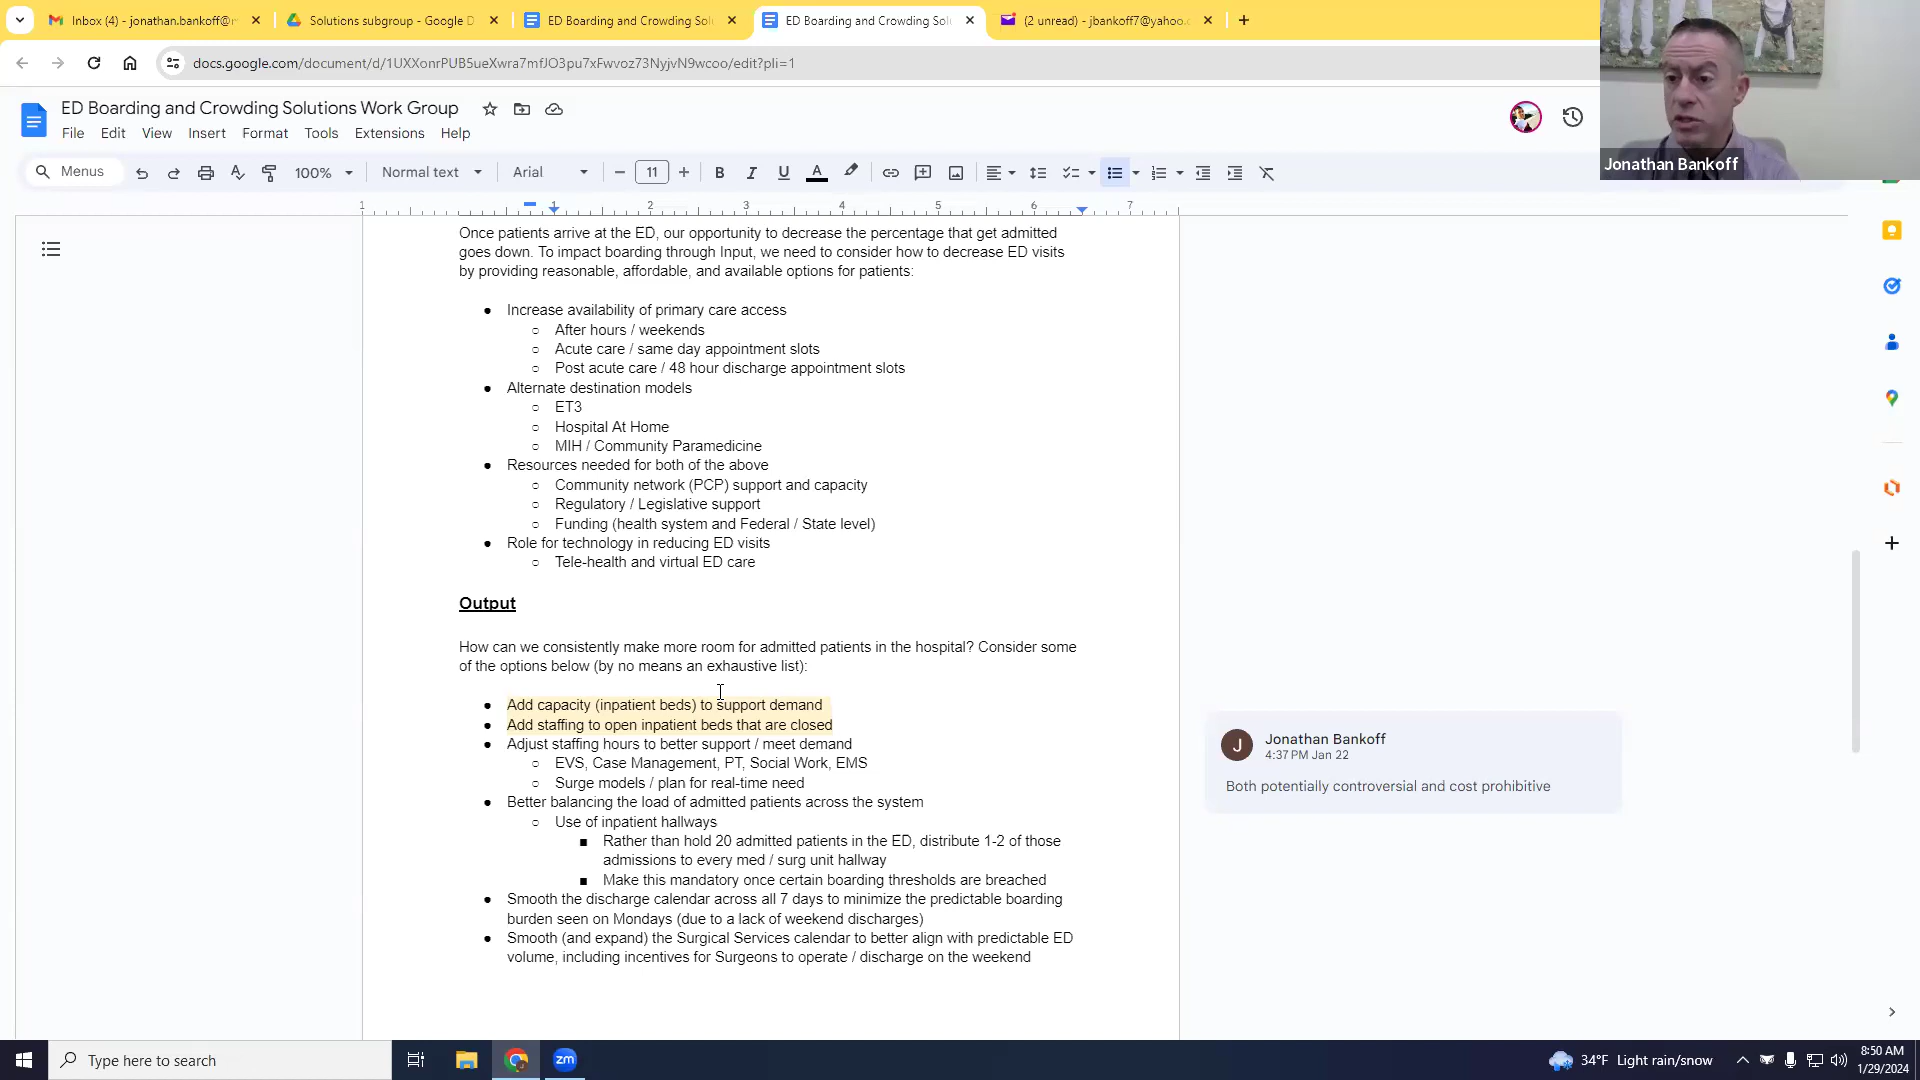 Inbox (4) - jonathan.bankoff@
Solutions subgroup - Google D
ED Boarding and Crowding Solu
ED Boarding and Crowding Solu
(2 unread) - jbankoff7@yahoo.
docs.google.com/document/d/1UXXonrPUB5ueXwra7mfJO3pu7xFwvoz73NyjvN9wcoo/edit?pli=1
ED Boarding and Crowding Solutions Work Group
File Edit View Insert Format Tools Extensions Help
Jonathan Bankoff
Menus 100% Normal text Arial 11
1 1 2 3 4 5 6 7
Once patients arrive at the ED, our opportunity to decrease the percentage that get admitted
goes down. To impact boarding through Input, we need to consider how to decrease ED visits
by providing reasonable, affordable, and available options for patients:
● Increase availability of primary care access
○ After hours / weekends
○ Acute care / same day appointment slots
○ Post acute care / 48 hour discharge appointment slots
● Alternate destination models
○ ET3
○ Hospital At Home
○ MIH / Community Paramedicine
● Resources needed for both of the above
○ Community network (PCP) support and capacity
○ Regulatory / Legislative support
○ Funding (health system and Federal / State level)
● Role for technology in reducing ED visits
○ Tele-health and virtual ED care
Output
How can we consistently make more room for admitted patients in the hospital? Consider some
of the options below (by no means an exhaustive list):
● Add capacity (inpatient beds) to support demand
● Add staffing to open inpatient beds that are closed
● Adjust staffing hours to better support / meet demand
○ EVS, Case Management, PT, Social Work, EMS
○ Surge models / plan for real-time need
● Better balancing the load of admitted patients across the system
○ Use of inpatient hallways
■ Rather than hold 20 admitted patients in the ED, distribute 1-2 of those
admissions to every med / surg unit hallway
■ Make this mandatory once certain boarding thresholds are breached
● Smooth the discharge calendar across all 7 days to minimize the predictable boarding
burden seen on Mondays (due to a lack of weekend discharges)
● Smooth (and expand) the Surgical Services calendar to better align with predictable ED
volume, including incentives for Surgeons to operate / discharge on the weekend
J
Jonathan Bankoff
4:37 PM Jan 22
Both potentially controversial and cost prohibitive
Type here to search
zm
34°F Light rain/snow
8:50 AM
1/29/2024